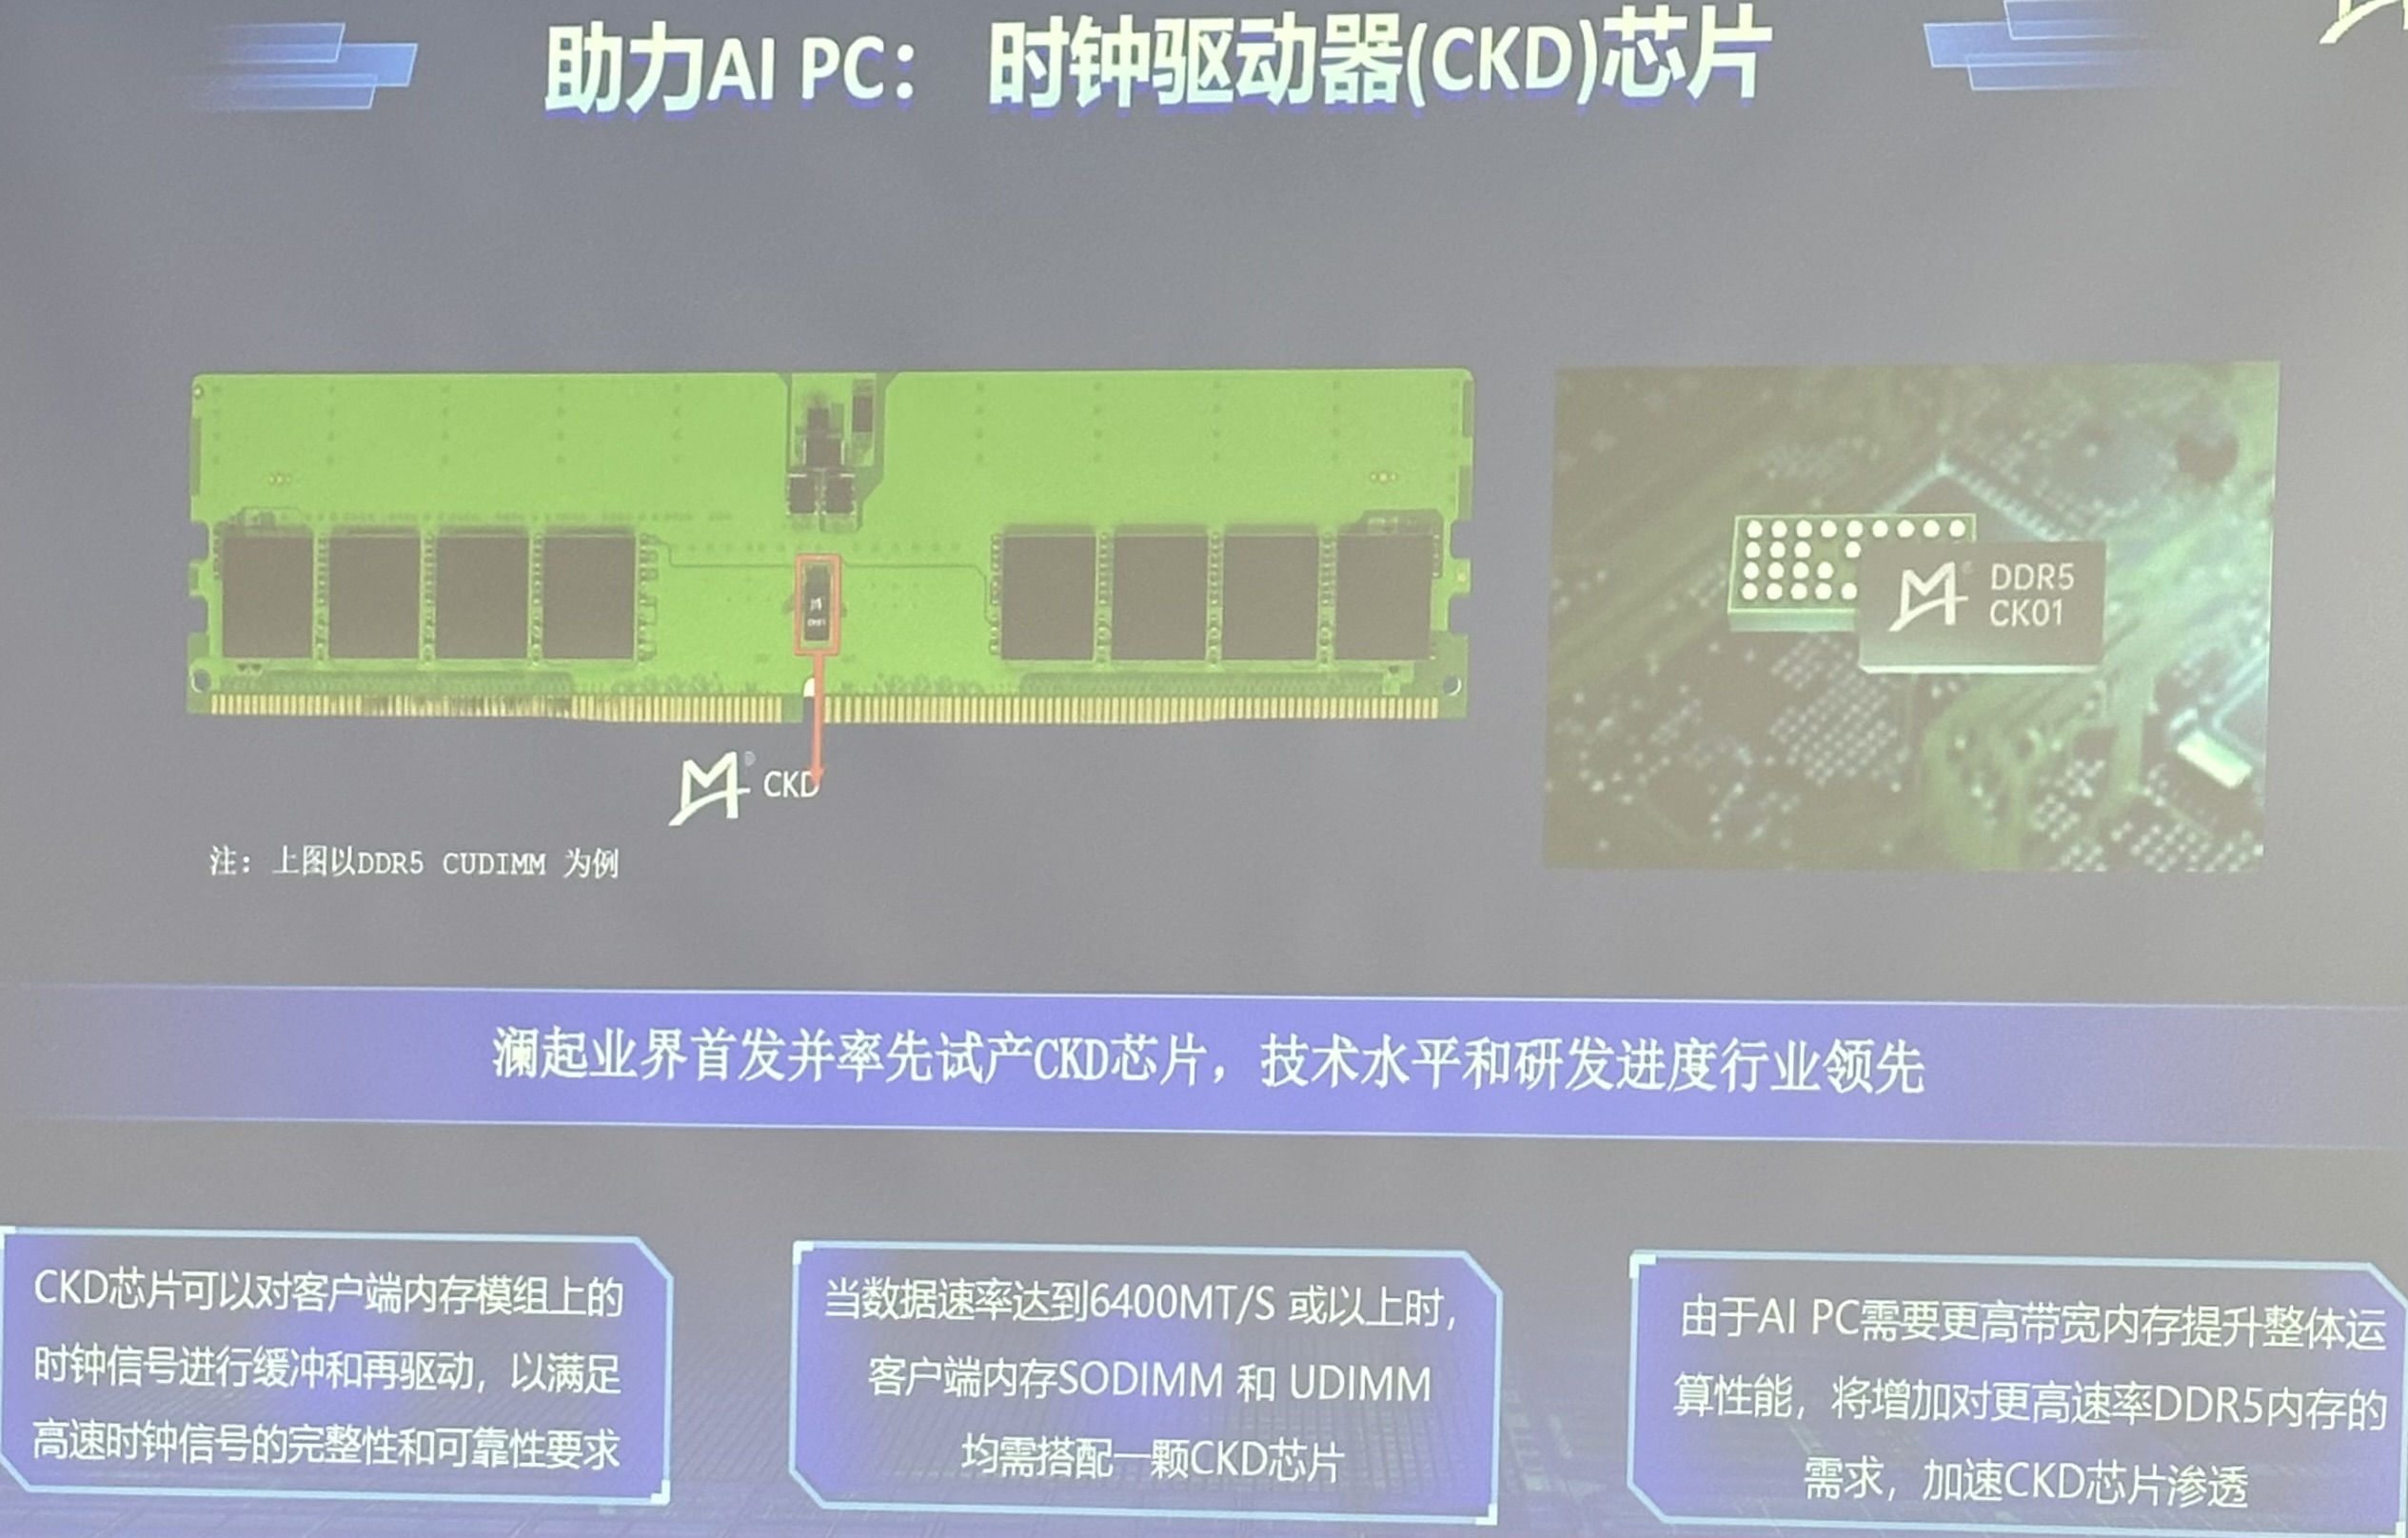 助力AI PC： 时钟驱动器(CKD)芯片
DDR5
CK01
CKD
注：上图以DDR5 CUDIMM 为例
澜起业界首发并率先试产CKD芯片，技术水平和研发进度行业领先
CKD芯片可以对客户端内存模组上的
时钟信号进行缓冲和再驱动，以满足
高速时钟信号的完整性和可靠性要求
当数据速率达到6400MT/S 或以上时，
客户端内存SODIMM 和 UDIMM
均需搭配一颗CKD芯片
由于AI PC需要更高带宽内存提升整体运
算性能，将增加对更高速率DDR5内存的
需求，加速CKD芯片渗透